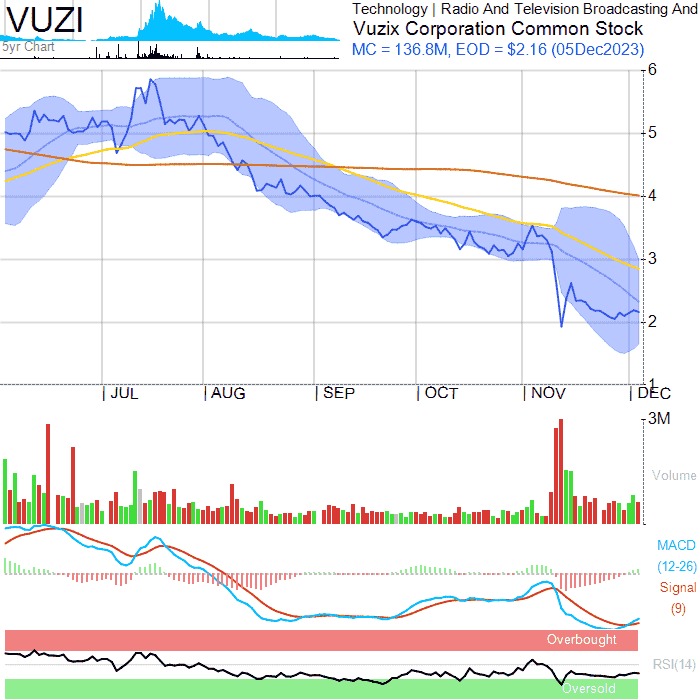 VUZI
5yr Chart
Technology | Radio And Television Broadcasting And
Vuzix Corporation Common Stock
MC = 136.8M, EOD = $2.16 (05Dec2023)
6
5
4
3
2
1
| JUL | AUG | SEP | OCT | NOV | DEC
3M
Volume
MACD
(12-26)
Signal
(9)
Overbought
RSI(14)
Oversold